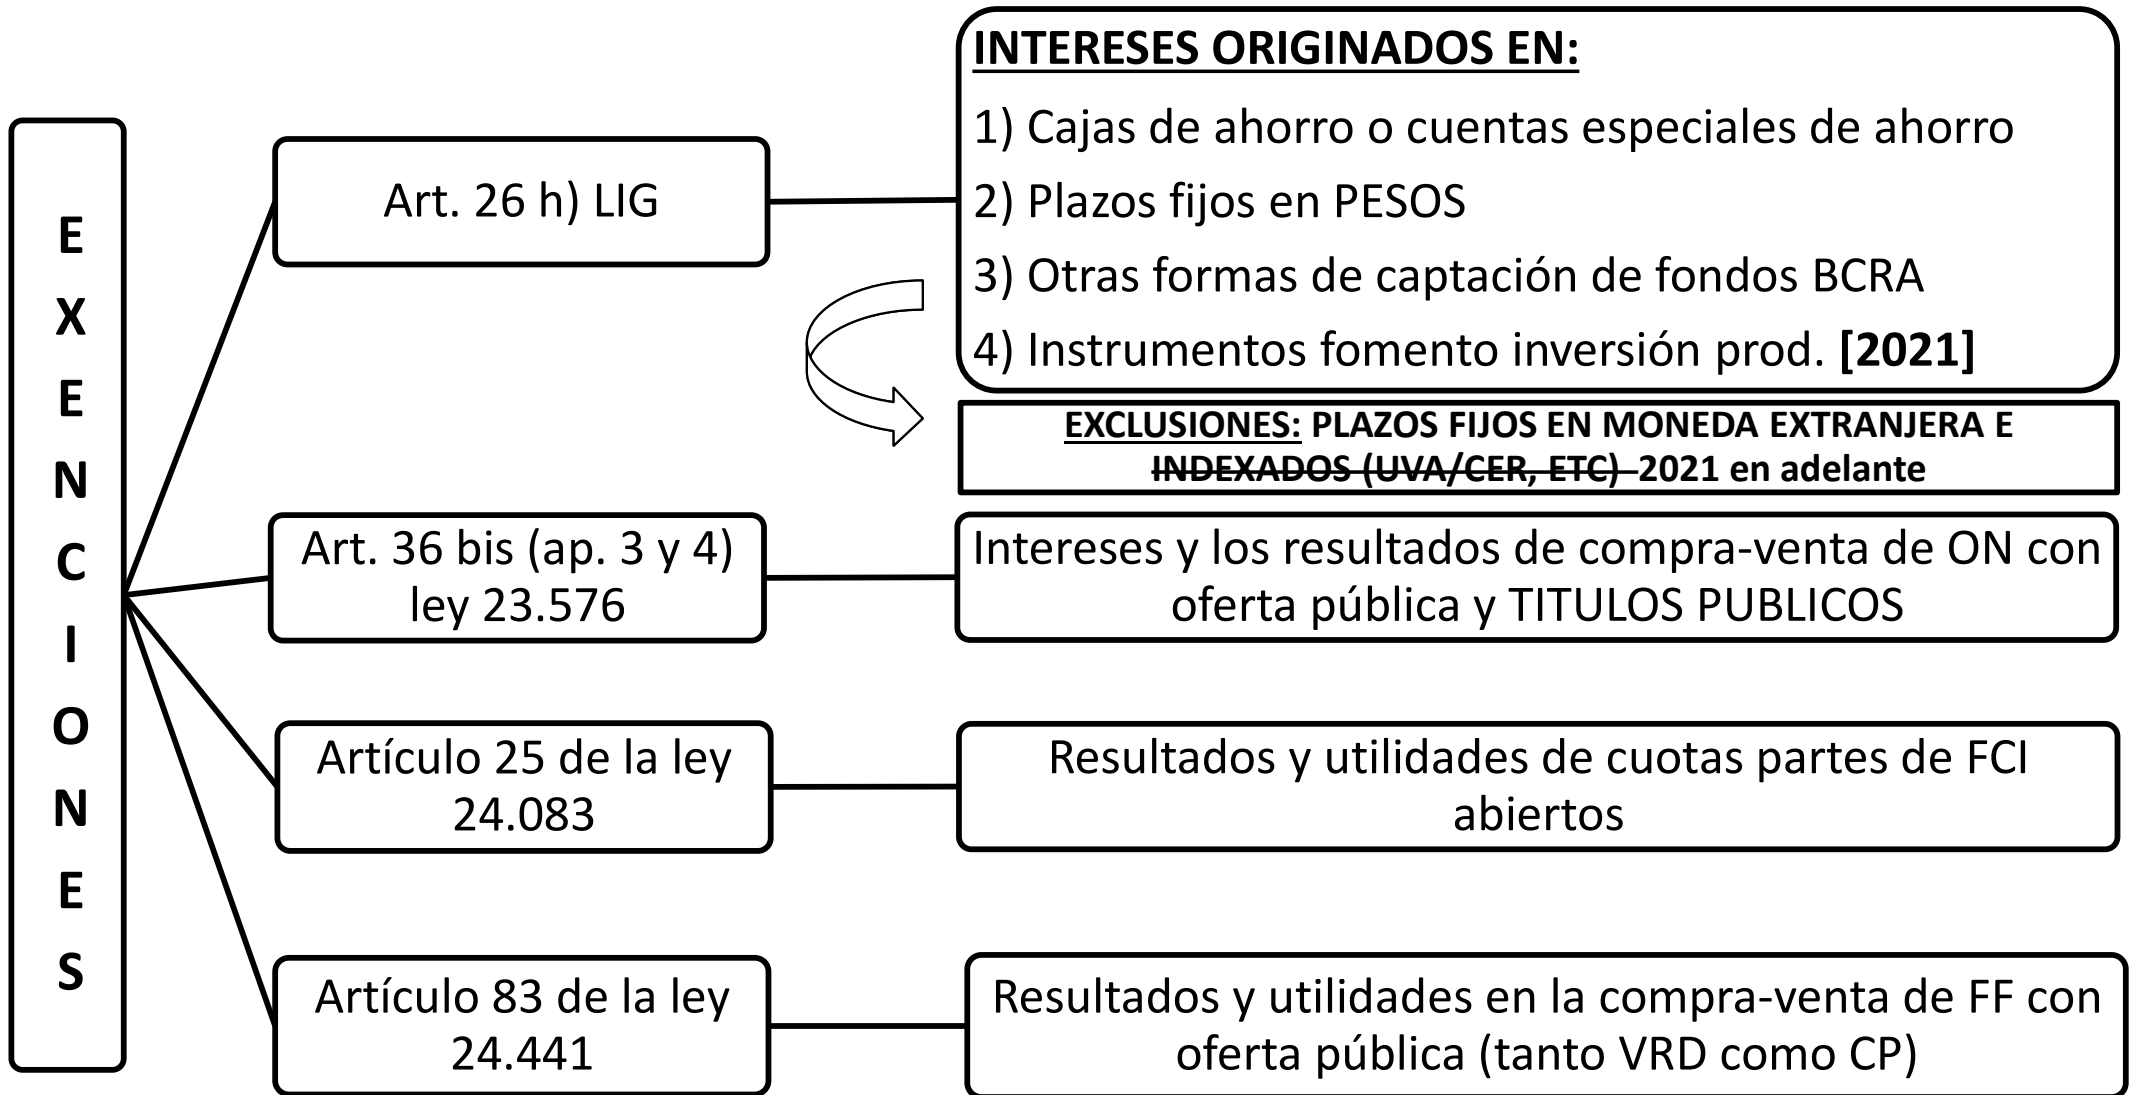 EXENCIONES
Art. 26 h) LIG
INTERESES ORIGINADOS EN:
1) Cajas de ahorro o cuentas especiales de ahorro
2) Plazos fijos en PESOS
3) Otras formas de captación de fondos BCRA
4) Instrumentos fomento inversión prod. [2021]
EXCLUSIONES: PLAZOS FIJOS EN MONEDA EXTRANJERA E
INDEXADOS (UVA/CER, ETC) 2021 en adelante
Art. 36 bis (ap. 3 y 4)
ley 23.576
Intereses y los resultados de compra-venta de ON con
oferta pública y TITULOS PUBLICOS
Artículo 25 de la ley
24.083
Resultados y utilidades de cuotas partes de FCI
abiertos
Artículo 83 de la ley
24.441
Resultados y utilidades en la compra-venta de FF con
oferta pública (tanto VRD como CP)